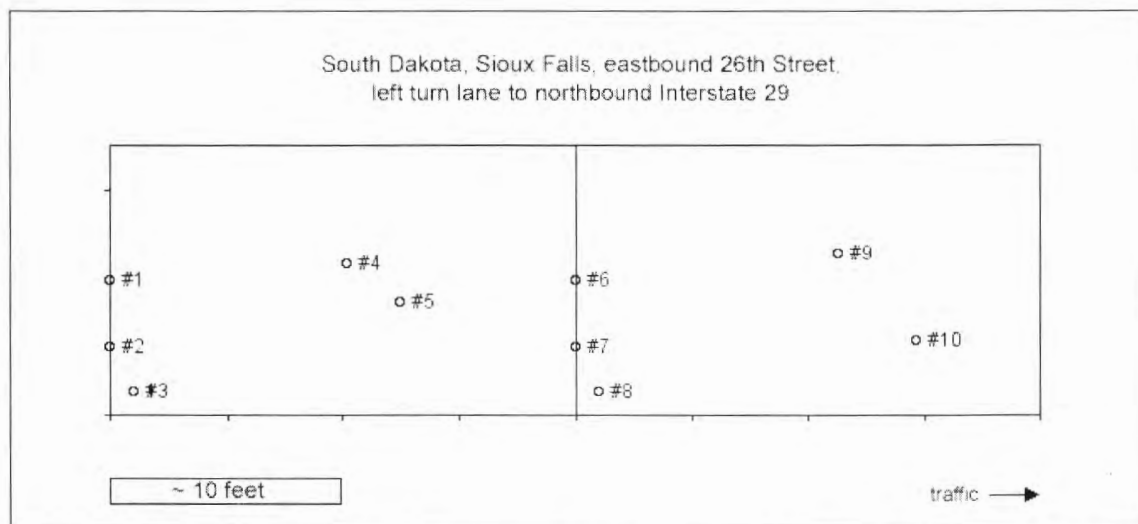 South Dakota, Sioux Falls, eastbound 26th Street,
left turn lane to northbound Interstate 29
#9
#4
#1
#6
#5
#10
#2
#7
#3
#8
~ 10 feet
traffic